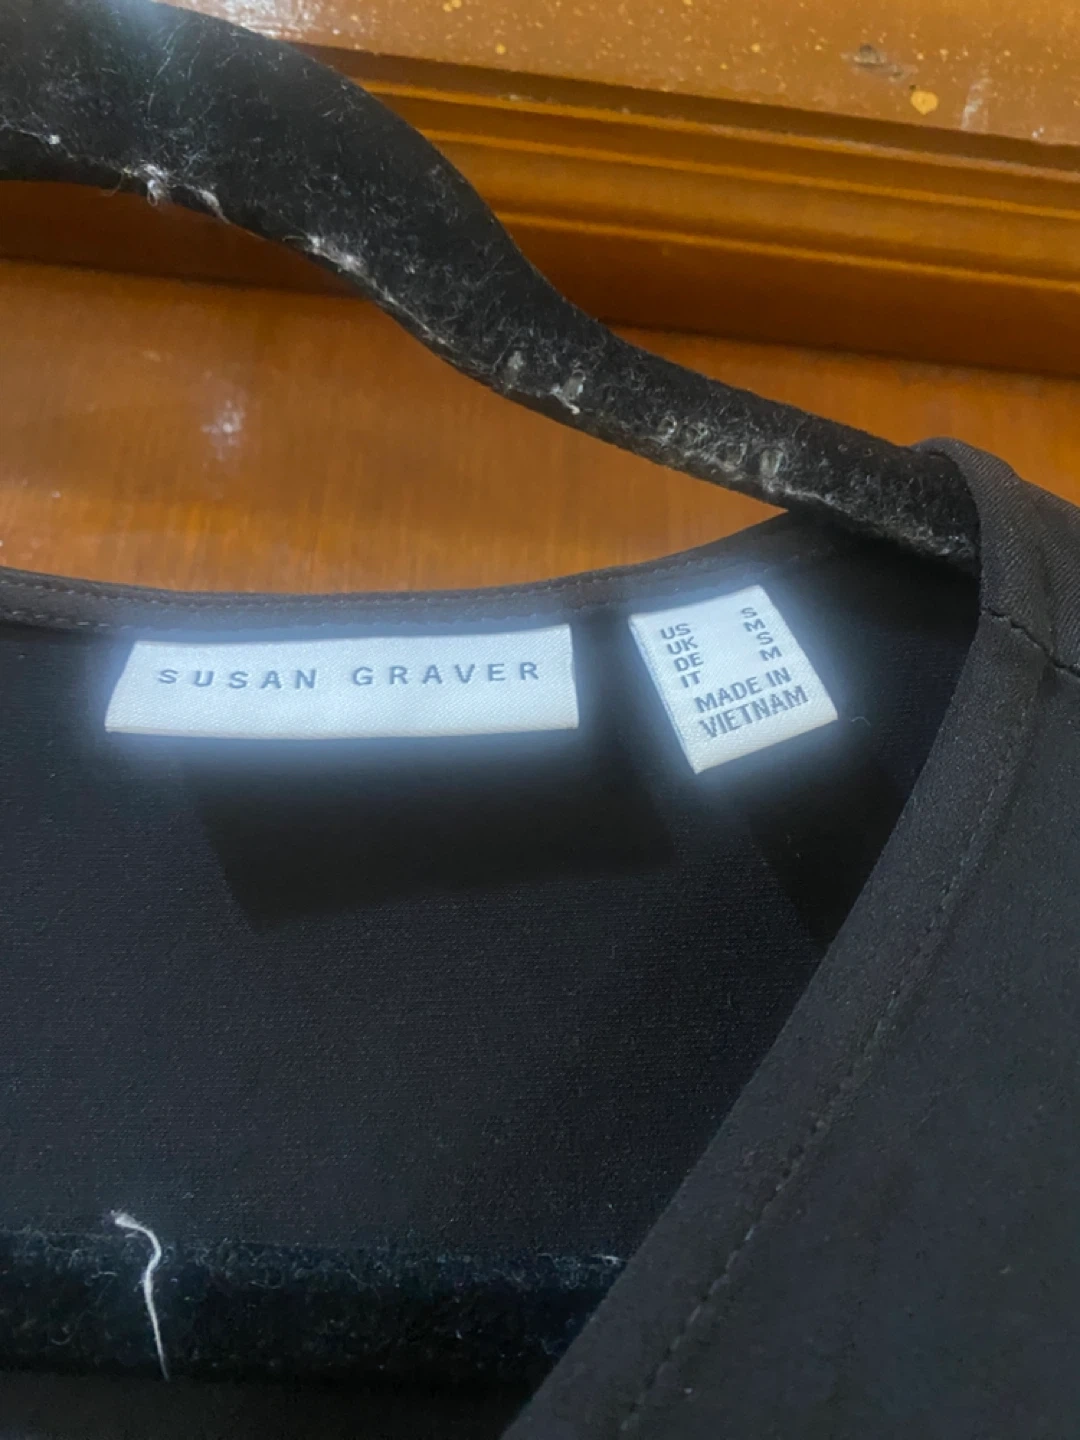 SUSAN GRAVER
US S
UK M
DE S
IT M
MADE IN
VIETNAM